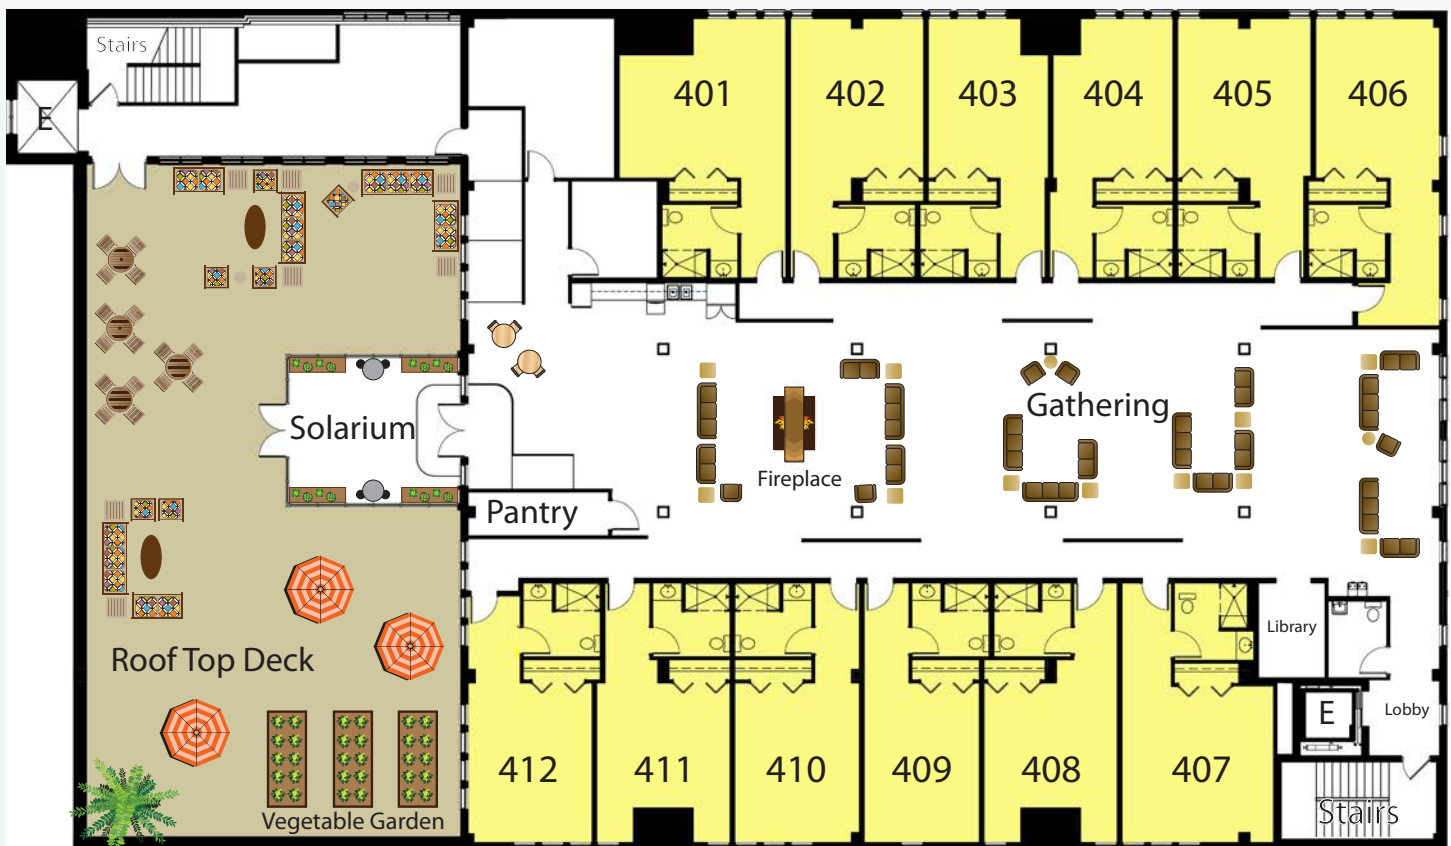 Stairs
E
401
402
403
404
405
406
Solarium
Gathering
Fireplace
Pantry
Roof Top Deck
Library
Lobby
E
412
411
410
409
408
407
Stairs
Vegetable Garden